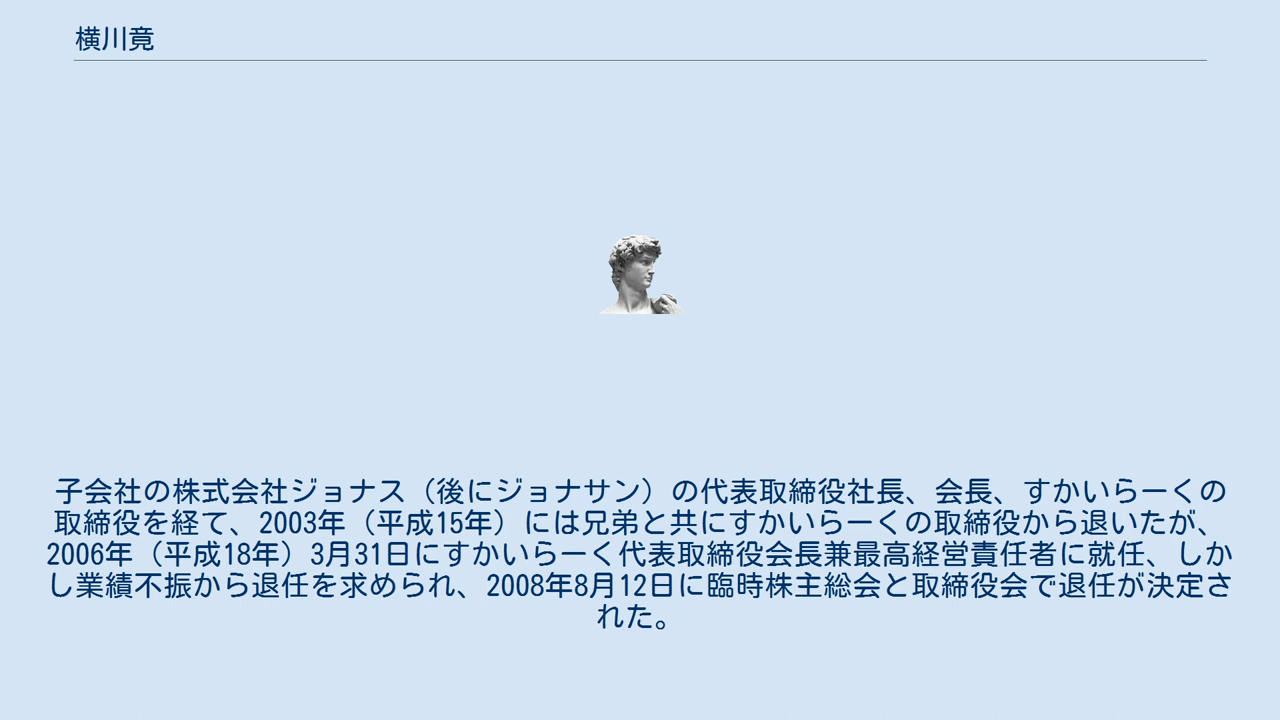 横川竟
子会社の株式会社ジョナス（後にジョナサン）の代表取締役社長、会長、すかいらーくの
取締役を経て、2003年（平成15年）には兄弟と共にすかいらーくの取締役から退いたが、
2006年（平成18年）3月31日にすかいらーく代表取締役会長兼最高経営責任者に就任、しか
し業績不振から退任を求められ、2008年8月12日に臨時株主総会と取締役会で退任が決定さ
れた。